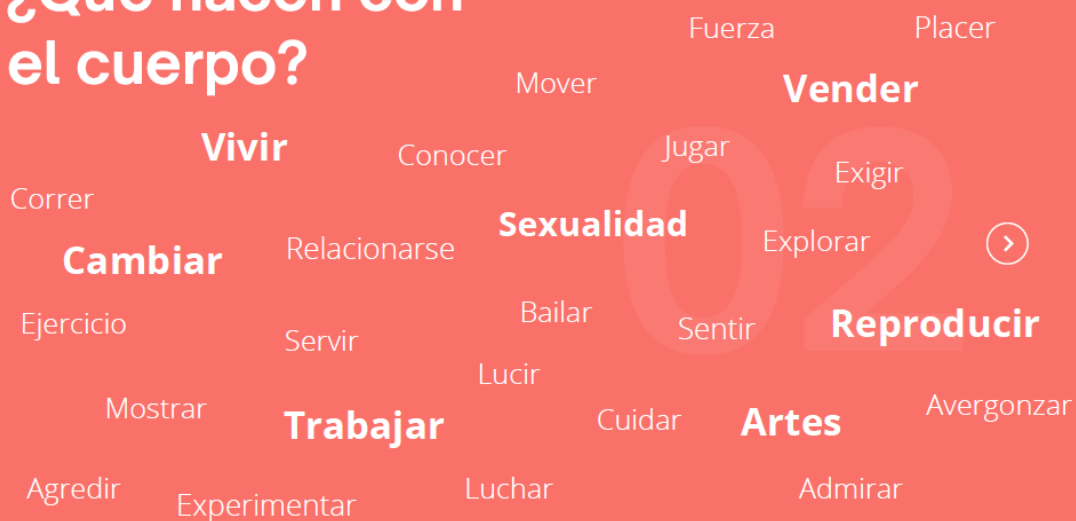 ¿Qué hacen con
el cuerpo?
Fuerza
Placer
Mover
Vender
Vivir
Conocer
Jugar
Exigir
Correr
Sexualidad
Explorar
Cambiar
Relacionarse
02
Ejercicio
Servir
Bailar
Sentir
Reproducir
Lucir
Mostrar
Trabajar
Cuidar
Artes
Avergonzar
Agredir
Experimentar
Luchar
Admirar